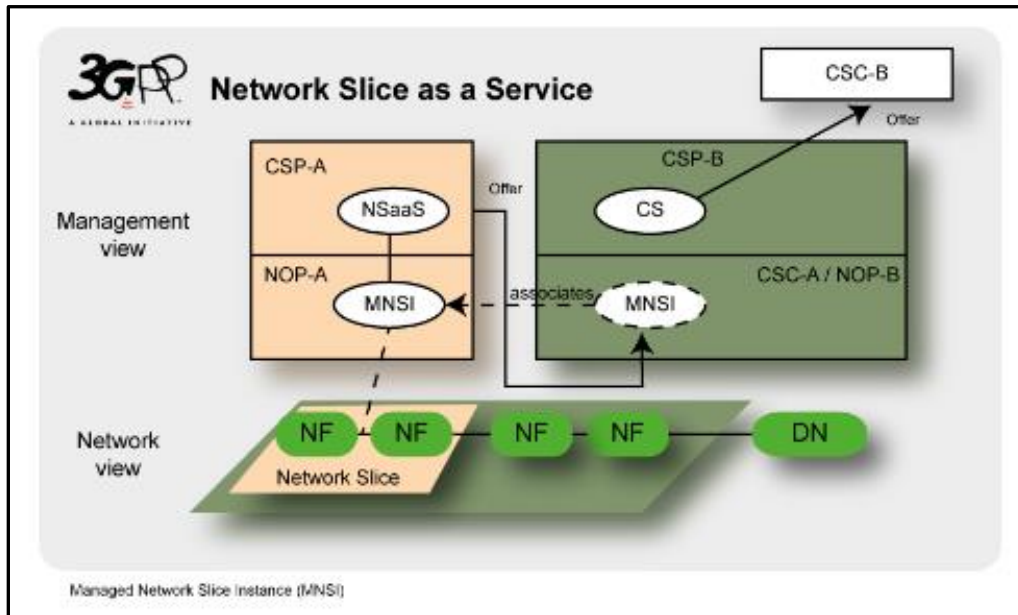 3GPP
A GLOBAL INITIATIVE
Network Slice as a Service
CSC-B
Offer
CSP-A
CSP-B
Offer
NSaaS
CS
Management
view
NOP-A
CSC-A / NOP-B
MNSI
associates
MNSI
NF
NF
NF
NF
DN
Network
view
Network Slice
Managed Network Slice Instance (MNSI)